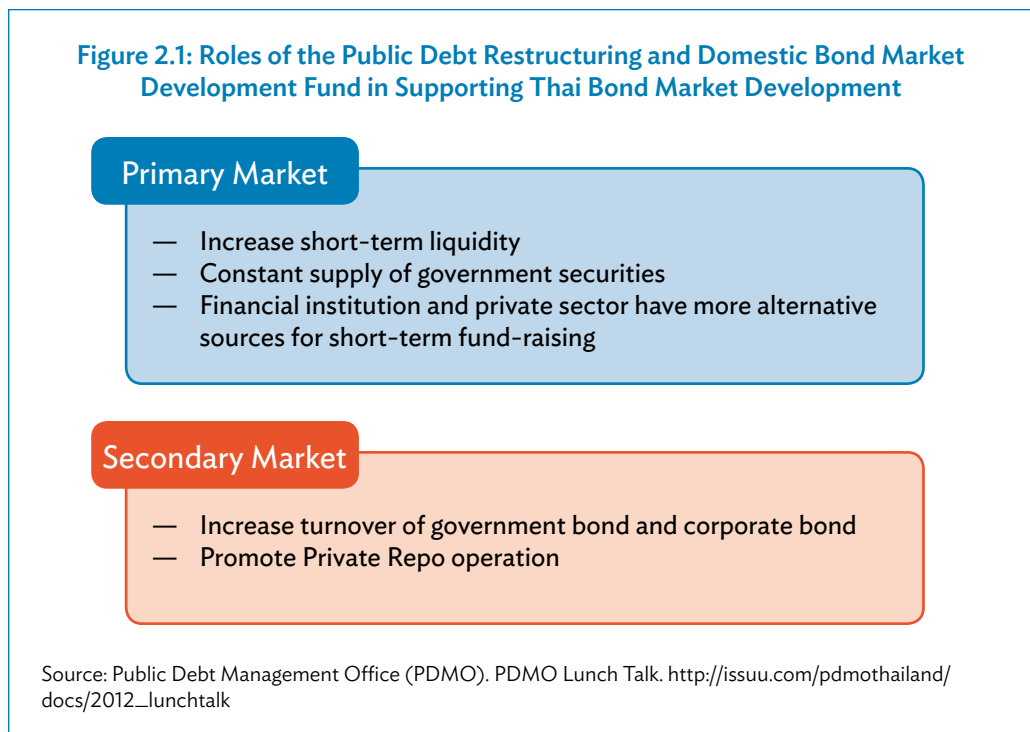 Figure 2.1: Roles of the Public Debt Restructuring and Domestic Bond Market
Development Fund in Supporting Thai Bond Market Development
Primary Market
— Increase short-term liquidity
— Constant supply of government securities
— Financial institution and private sector have more alternative
sources for short-term fund-raising
Secondary Market
— Increase turnover of government bond and corporate bond
— Promote Private Repo operation
Source: Public Debt Management Office (PDMO). PDMO Lunch Talk. http://issuu.com/pdmothailand/
docs/2012_lunchtalk